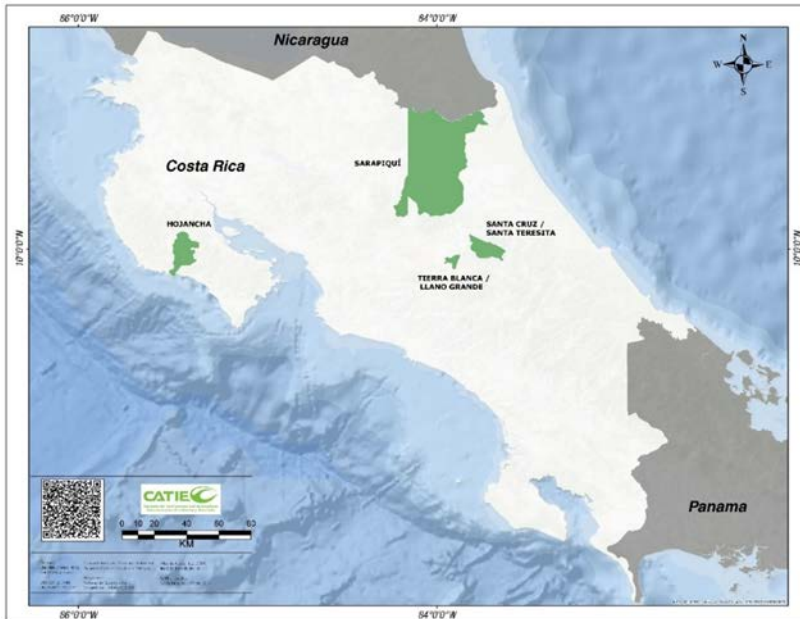 86°0'0"W
84°0'0"W
Nicaragua
N
W
E
S
SARAPIQUÍ
Costa Rica
HOJANCHA
SANTA CRUZ /
SANTA TERESITA
10°0'0"N
10°0'0"N
TIERRA BLANCA /
LLANO GRANDE
Panama
CATIE
0 10 20 40 60 80
KM
86°0'0"W
84°0'0"W